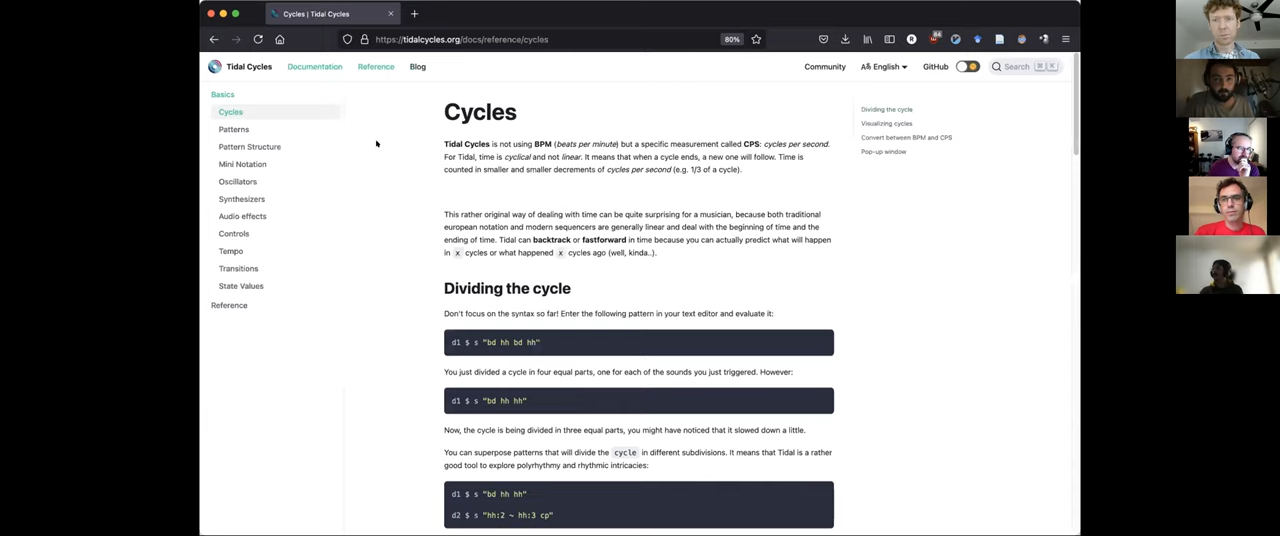 Cycles | Tidal Cycles
https://tidalcycles.org/docs/reference/cycles
80%
84
Tidal Cycles Documentation Reference Blog
Community English GitHub Search
Basics
Cycles
Patterns
Pattern Structure
Mini Notation
Oscillators
Synthesizers
Audio effects
Controls
Tempo
Transitions
State Values
Reference
Cycles
Tidal Cycles is not using BPM (beats per minute) but a specific measurement called CPS: cycles per second.
For Tidal, time is cyclical and not linear. It means that when a cycle ends, a new one will follow. Time is
counted in smaller and smaller decrements of cycles per second (e.g. 1/3 of a cycle).
This rather original way of dealing with time can be quite surprising for a musician, because both traditional
european notation and modern sequencers are generally linear and deal with the beginning of time and the
ending of time. Tidal can backtrack or fastforward in time because you can actually predict what will happen
in x cycles or what happened x cycles ago (well, kinda..).
Dividing the cycle
Don't focus on the syntax so far! Enter the following pattern in your text editor and evaluate it:
d1 $ s "bd hh bd hh"
You just divided a cycle in four equal parts, one for each of the sounds you just triggered. However:
d1 $ s "bd hh hh"
Now, the cycle is being divided in three equal parts, you might have noticed that it slowed down a little.
You can superpose patterns that will divide the cycle in different subdivisions. It means that Tidal is a rather
good tool to explore polyrhythm and rhythmic intricacies:
d1 $ s "bd hh hh"
d2 $ s "hh:2 ~ hh:3 cp"
Dividing the cycle
Visualizing cycles
Convert between BPM and CPS
Pop-up window